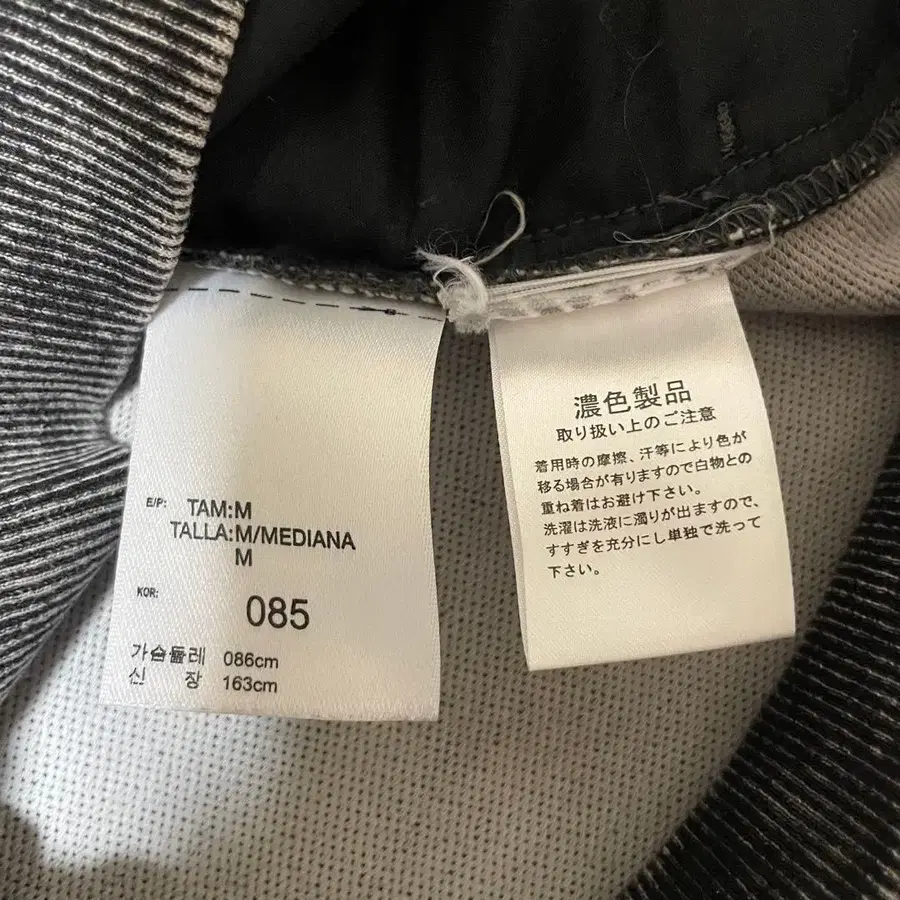 E/P: TAM:M
TALLA:M/MEDIANA
M
KOR:
085
가슴둘레 086cm
신 장 163cm
濃色製品
取り扱い上のご注意
着用時の摩擦、汗等により色が
移る場合が有りますので白物との
重ね着はお避け下さい。
洗濯は洗液に濁りが出ますので、
すすぎを充分にし単独で洗って
下さい。